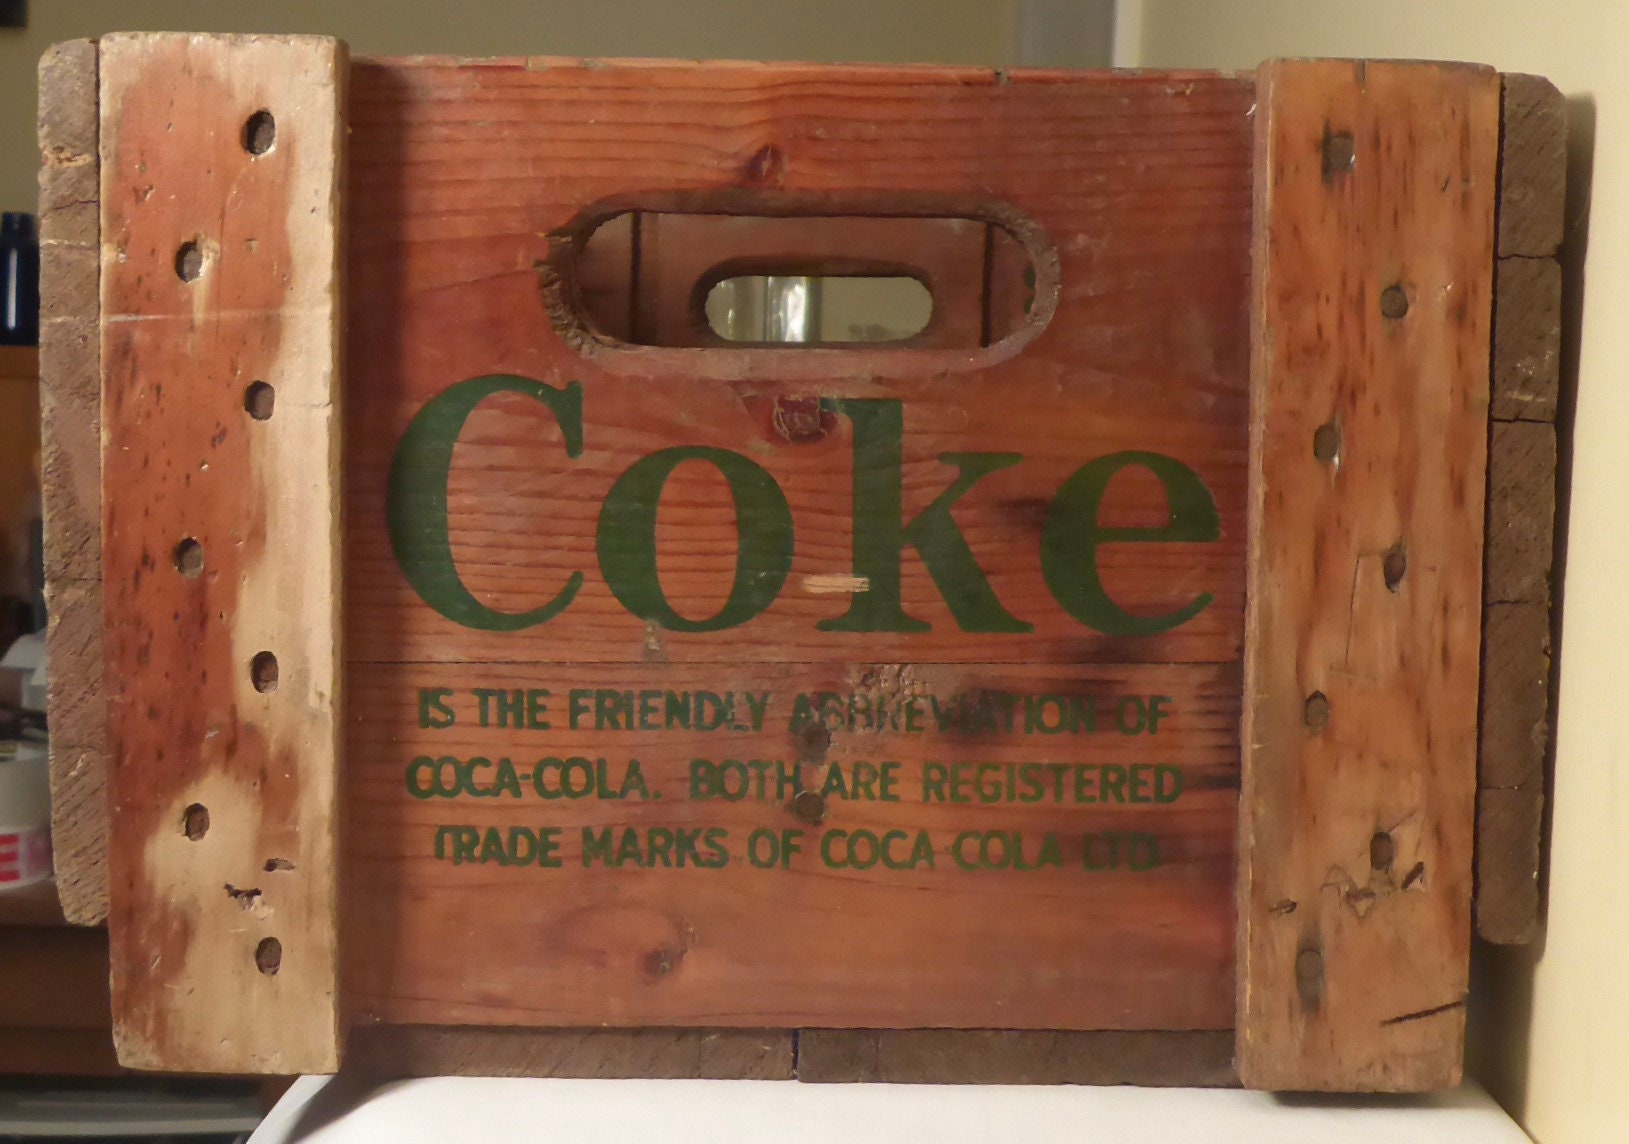 Coke
IS THE FRIENDLY ABBREVIATION OF
COCA-COLA. BOTH ARE REGISTERED
TRADE MARKS OF COCA-COLA LTD.
E